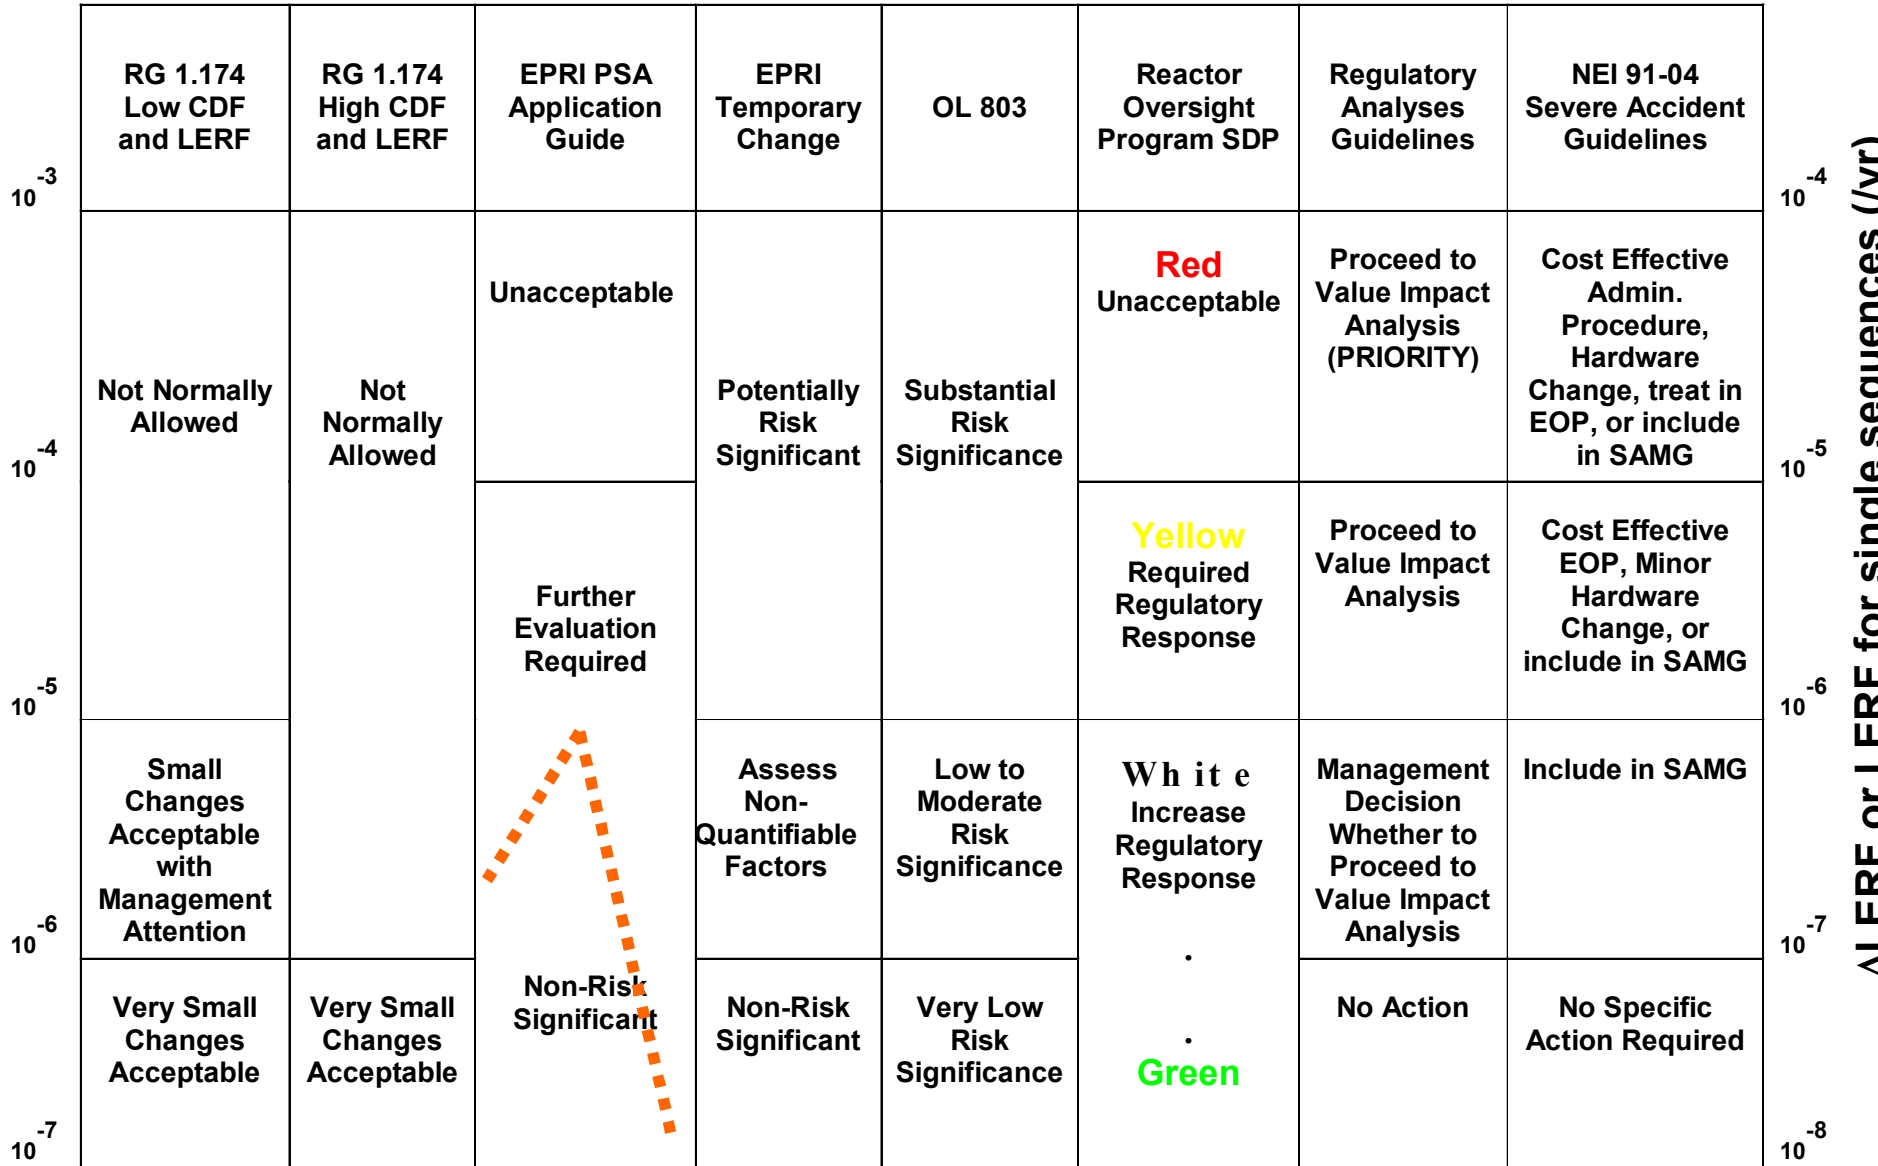 RG 1.174
Low CDF
and LERF
RG 1.174
High CDF
and LERF
EPRI PSA
Application
Guide
EPRI
Temporary
Change
OL 803
Reactor
Oversight
Program SDP
Regulatory
Analyses
Guidelines
NEI 91-04
Severe Accident
Guidelines
10-3
10-4
Not Normally
Allowed
Not
Normally
Allowed
Unacceptable
Potentially
Risk
Significant
Substantial
Risk
Significance
Red
Unacceptable
Proceed to
Value Impact
Analysis
(PRIORITY)
Cost Effective
Admin.
Procedure,
Hardware
Change, treat in
EOP, or include
in SAMG
10-4
10-5
Further
Evaluation
Required
Yellow
Required
Regulatory
Response
Proceed to
Value Impact
Analysis
Cost Effective
EOP, Minor
Hardware
Change, or
include in SAMG
10-5
10-6
Small
Changes
Acceptable
with
Management
Attention
Assess
Non-
Quantifiable
Factors
Low to
Moderate
Risk
Significance
Wh it e
Increase
Regulatory
Response
.
.
Green
Management
Decision
Whether to
Proceed to
Value Impact
Analysis
Include in SAMG
10-6
10-7
Very Small
Changes
Acceptable
Very Small
Changes
Acceptable
Non-Risk
Significant
Non-Risk
Significant
Very Low
Risk
Significance
No Action
No Specific
Action Required
10-7
10-8
ΔLERF or LERF for single sequences (/yr)